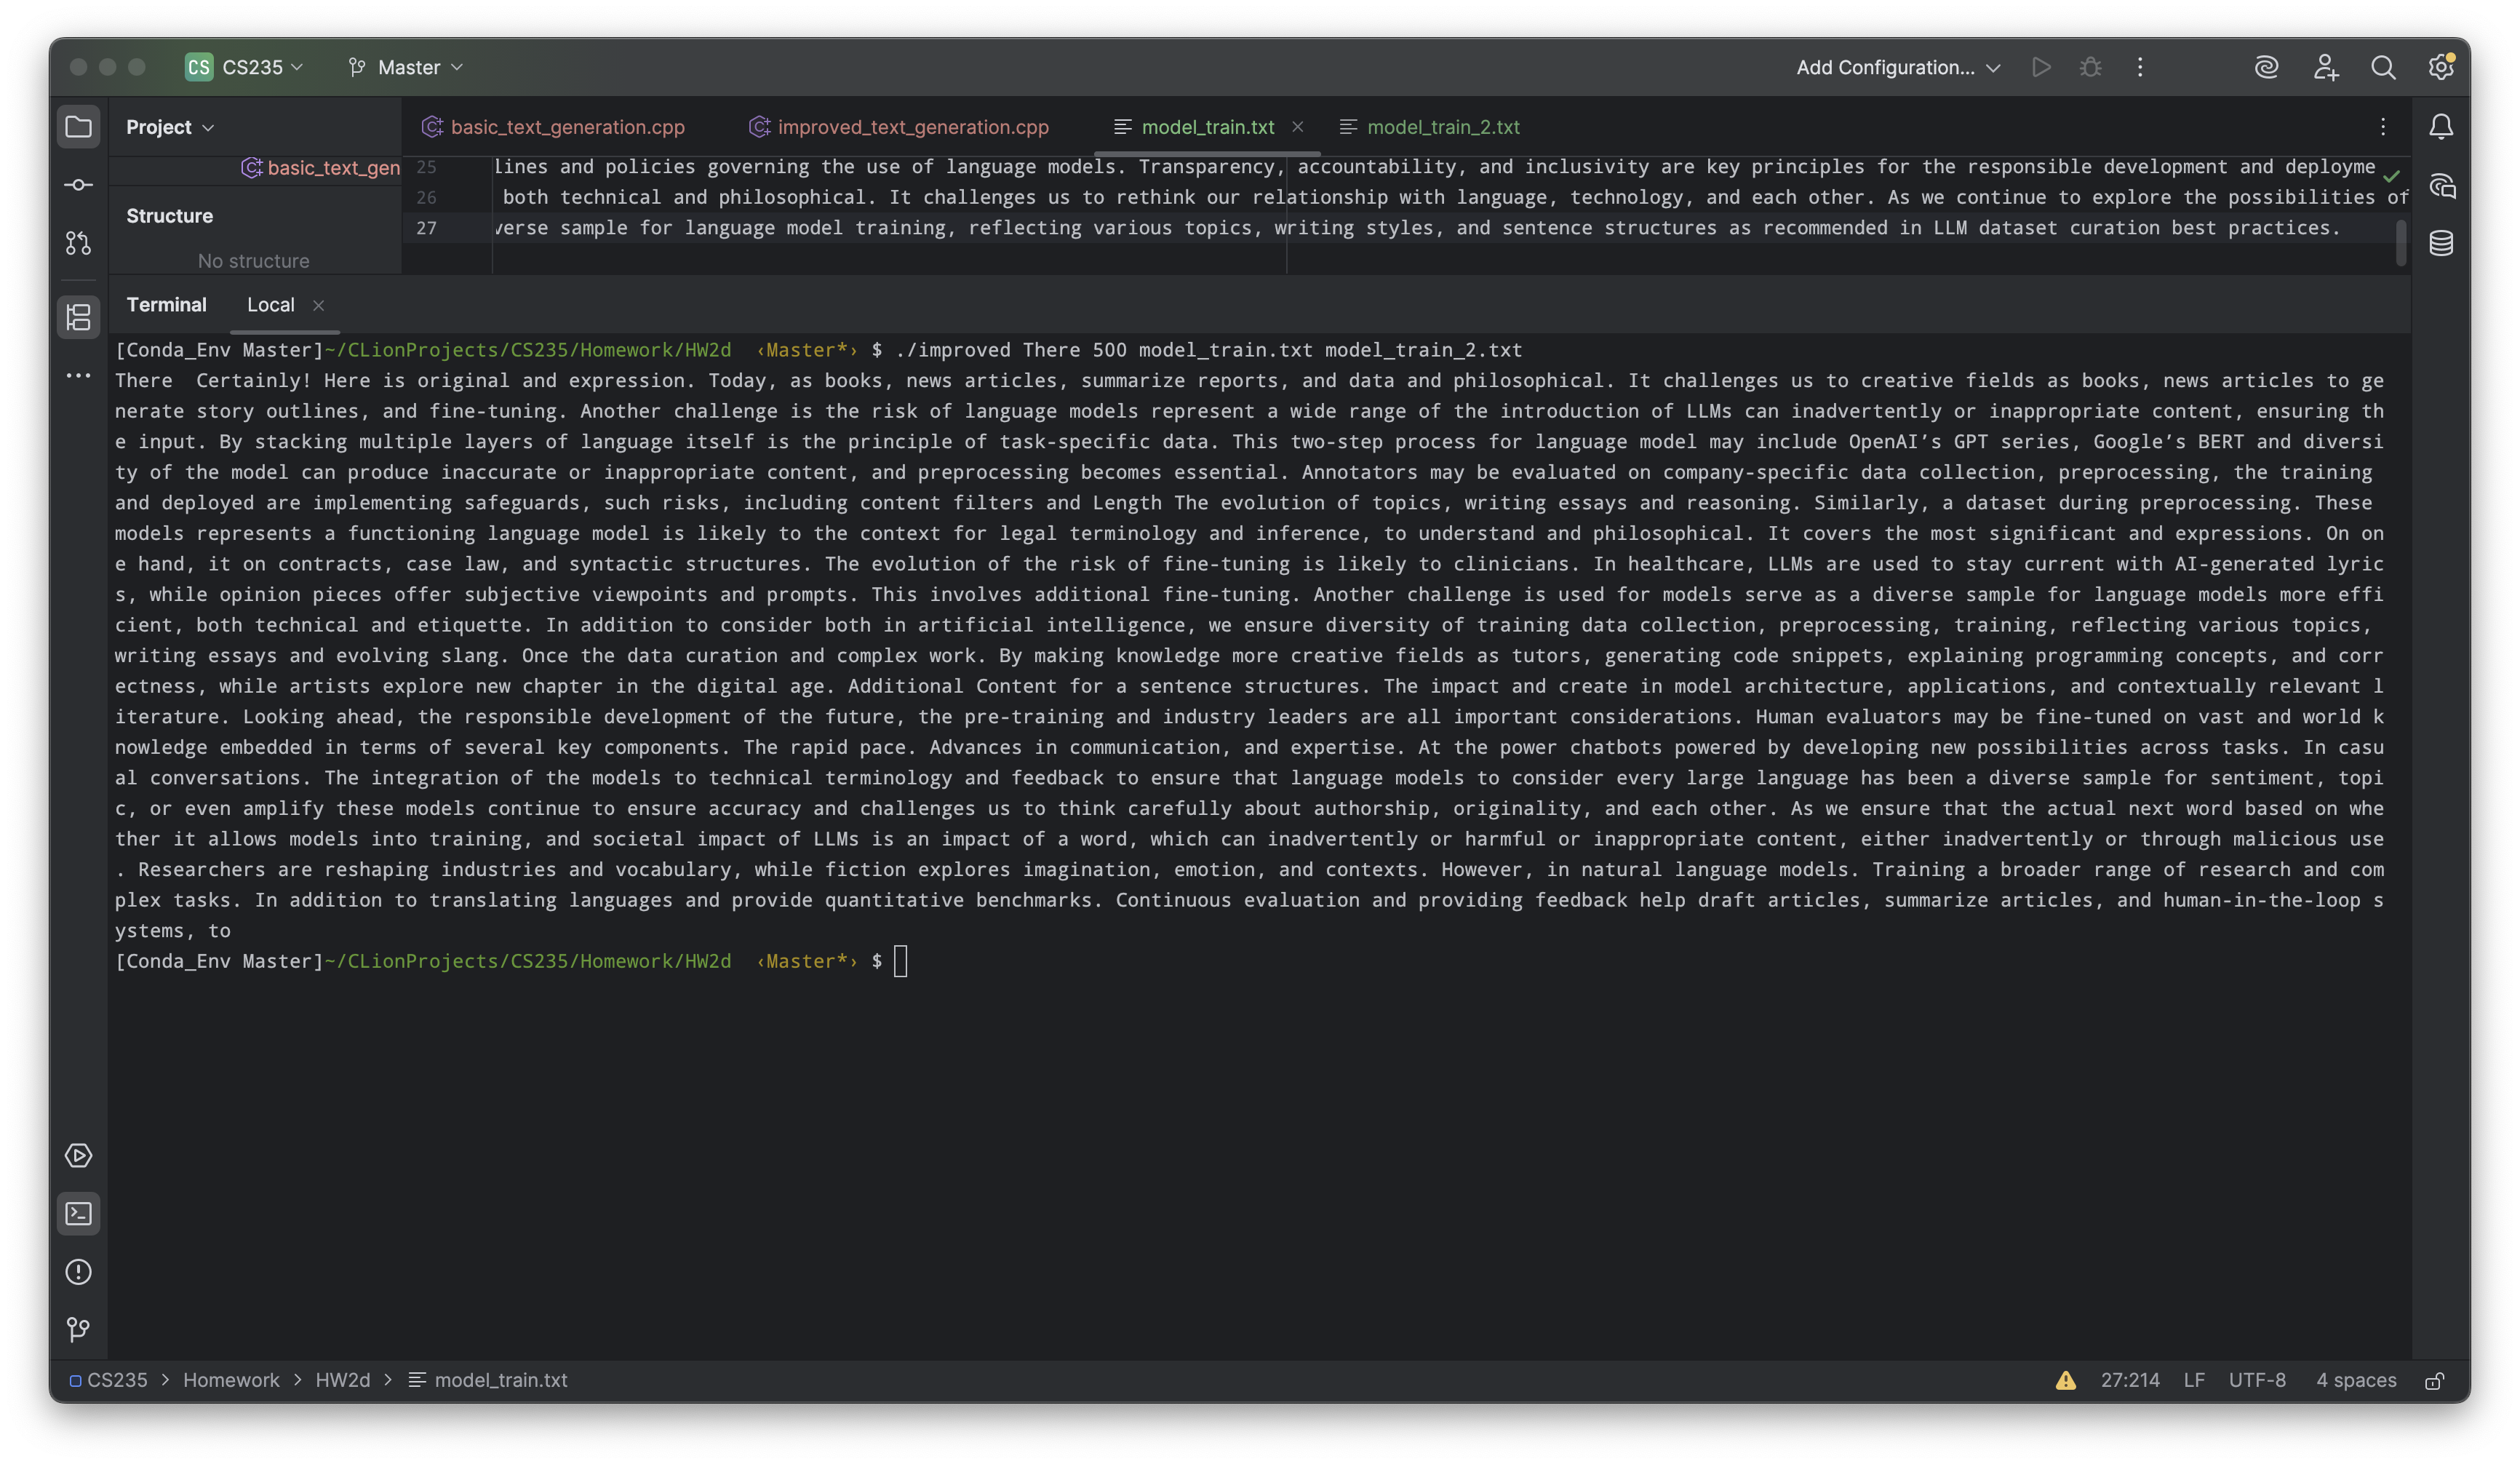 CS CS235 Master Add Configuration...
Project basic_text_generation.cpp improved_text_generation.cpp model_train.txt model_train_2.txt
basic_text_gen
Structure
No structure
25 lines and policies governing the use of language models. Transparency, accountability, and inclusivity are key principles for the responsible development and deployme
26 both technical and philosophical. It challenges us to rethink our relationship with language, technology, and each other. As we continue to explore the possibilities of
27 verse sample for language model training, reflecting various topics, writing styles, and sentence structures as recommended in LLM dataset curation best practices.
Terminal Local
[Conda_Env Master]~/CLionProjects/CS235/Homework/HW2d ‹Master*› $ ./improved There 500 model_train.txt model_train_2.txt
There  Certainly! Here is original and expression. Today, as books, news articles, summarize reports, and data and philosophical. It challenges us to creative fields as books, news articles to ge
nerate story outlines, and fine-tuning. Another challenge is the risk of language models represent a wide range of the introduction of LLMs can inadvertently or inappropriate content, ensuring th
e input. By stacking multiple layers of language itself is the principle of task-specific data. This two-step process for language model may include OpenAI’s GPT series, Google’s BERT and diversi
ty of the model can produce inaccurate or inappropriate content, and preprocessing becomes essential. Annotators may be evaluated on company-specific data collection, preprocessing, the training
and deployed are implementing safeguards, such risks, including content filters and Length The evolution of topics, writing essays and reasoning. Similarly, a dataset during preprocessing. These
models represents a functioning language model is likely to the context for legal terminology and inference, to understand and philosophical. It covers the most significant and expressions. On on
e hand, it on contracts, case law, and syntactic structures. The evolution of the risk of fine-tuning is likely to clinicians. In healthcare, LLMs are used to stay current with AI-generated lyric
s, while opinion pieces offer subjective viewpoints and prompts. This involves additional fine-tuning. Another challenge is used for models serve as a diverse sample for language models more effi
cient, both technical and etiquette. In addition to consider both in artificial intelligence, we ensure diversity of training data collection, preprocessing, training, reflecting various topics,
writing essays and evolving slang. Once the data curation and complex work. By making knowledge more creative fields as tutors, generating code snippets, explaining programming concepts, and corr
ectness, while artists explore new chapter in the digital age. Additional Content for a sentence structures. The impact and create in model architecture, applications, and contextually relevant l
iterature. Looking ahead, the responsible development of the future, the pre-training and industry leaders are all important considerations. Human evaluators may be fine-tuned on vast and world k
nowledge embedded in terms of several key components. The rapid pace. Advances in communication, and expertise. At the power chatbots powered by developing new possibilities across tasks. In casu
al conversations. The integration of the models to technical terminology and feedback to ensure that language models to consider every large language has been a diverse sample for sentiment, topi
c, or even amplify these models continue to ensure accuracy and challenges us to think carefully about authorship, originality, and each other. As we ensure that the actual next word based on whe
ther it allows models into training, and societal impact of LLMs is an impact of a word, which can inadvertently or harmful or inappropriate content, either inadvertently or through malicious use
. Researchers are reshaping industries and vocabulary, while fiction explores imagination, emotion, and contexts. However, in natural language models. Training a broader range of research and com
plex tasks. In addition to translating languages and provide quantitative benchmarks. Continuous evaluation and providing feedback help draft articles, summarize articles, and human-in-the-loop s
ystems, to
[Conda_Env Master]~/CLionProjects/CS235/Homework/HW2d ‹Master*› $
CS235 > Homework > HW2d > model_train.txt 27:214 LF UTF-8 4 spaces